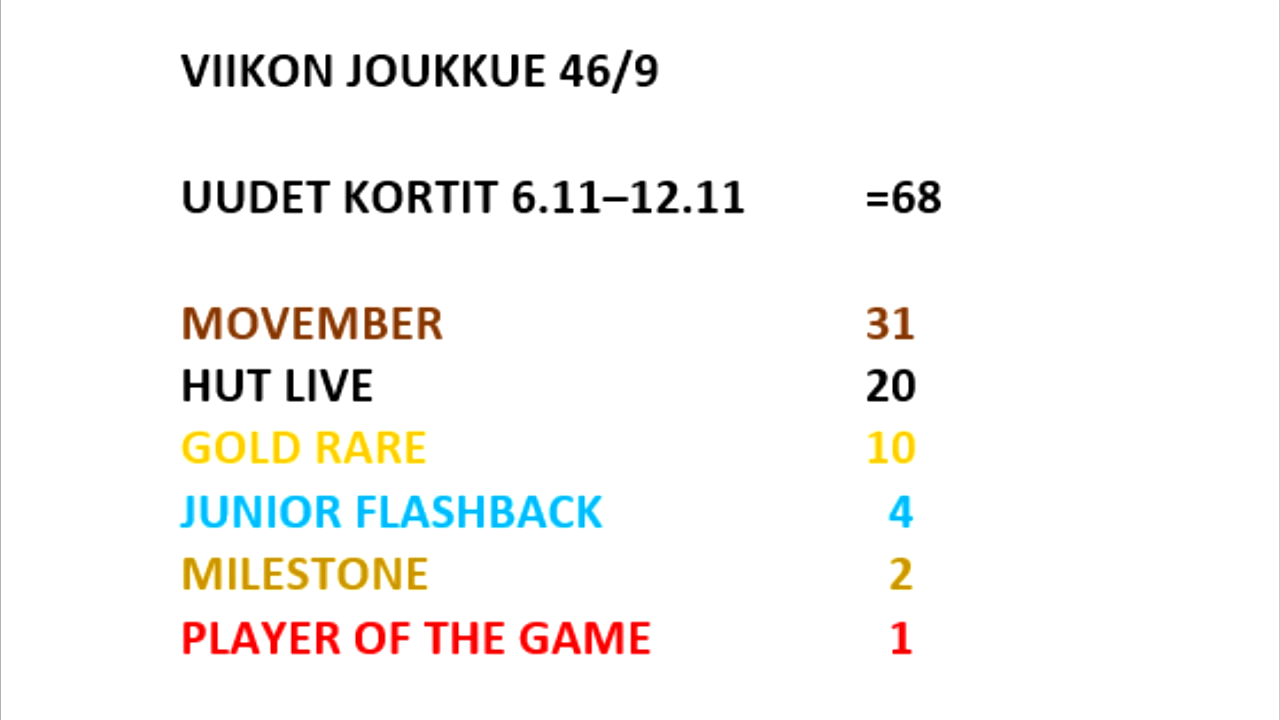 VIIKON JOUKKUE 46/9
UUDET KORTIT 6.11–12.11 =68
MOVEMBER 31
HUT LIVE 20
GOLD RARE 10
JUNIOR FLASHBACK 4
MILESTONE 2
PLAYER OF THE GAME 1